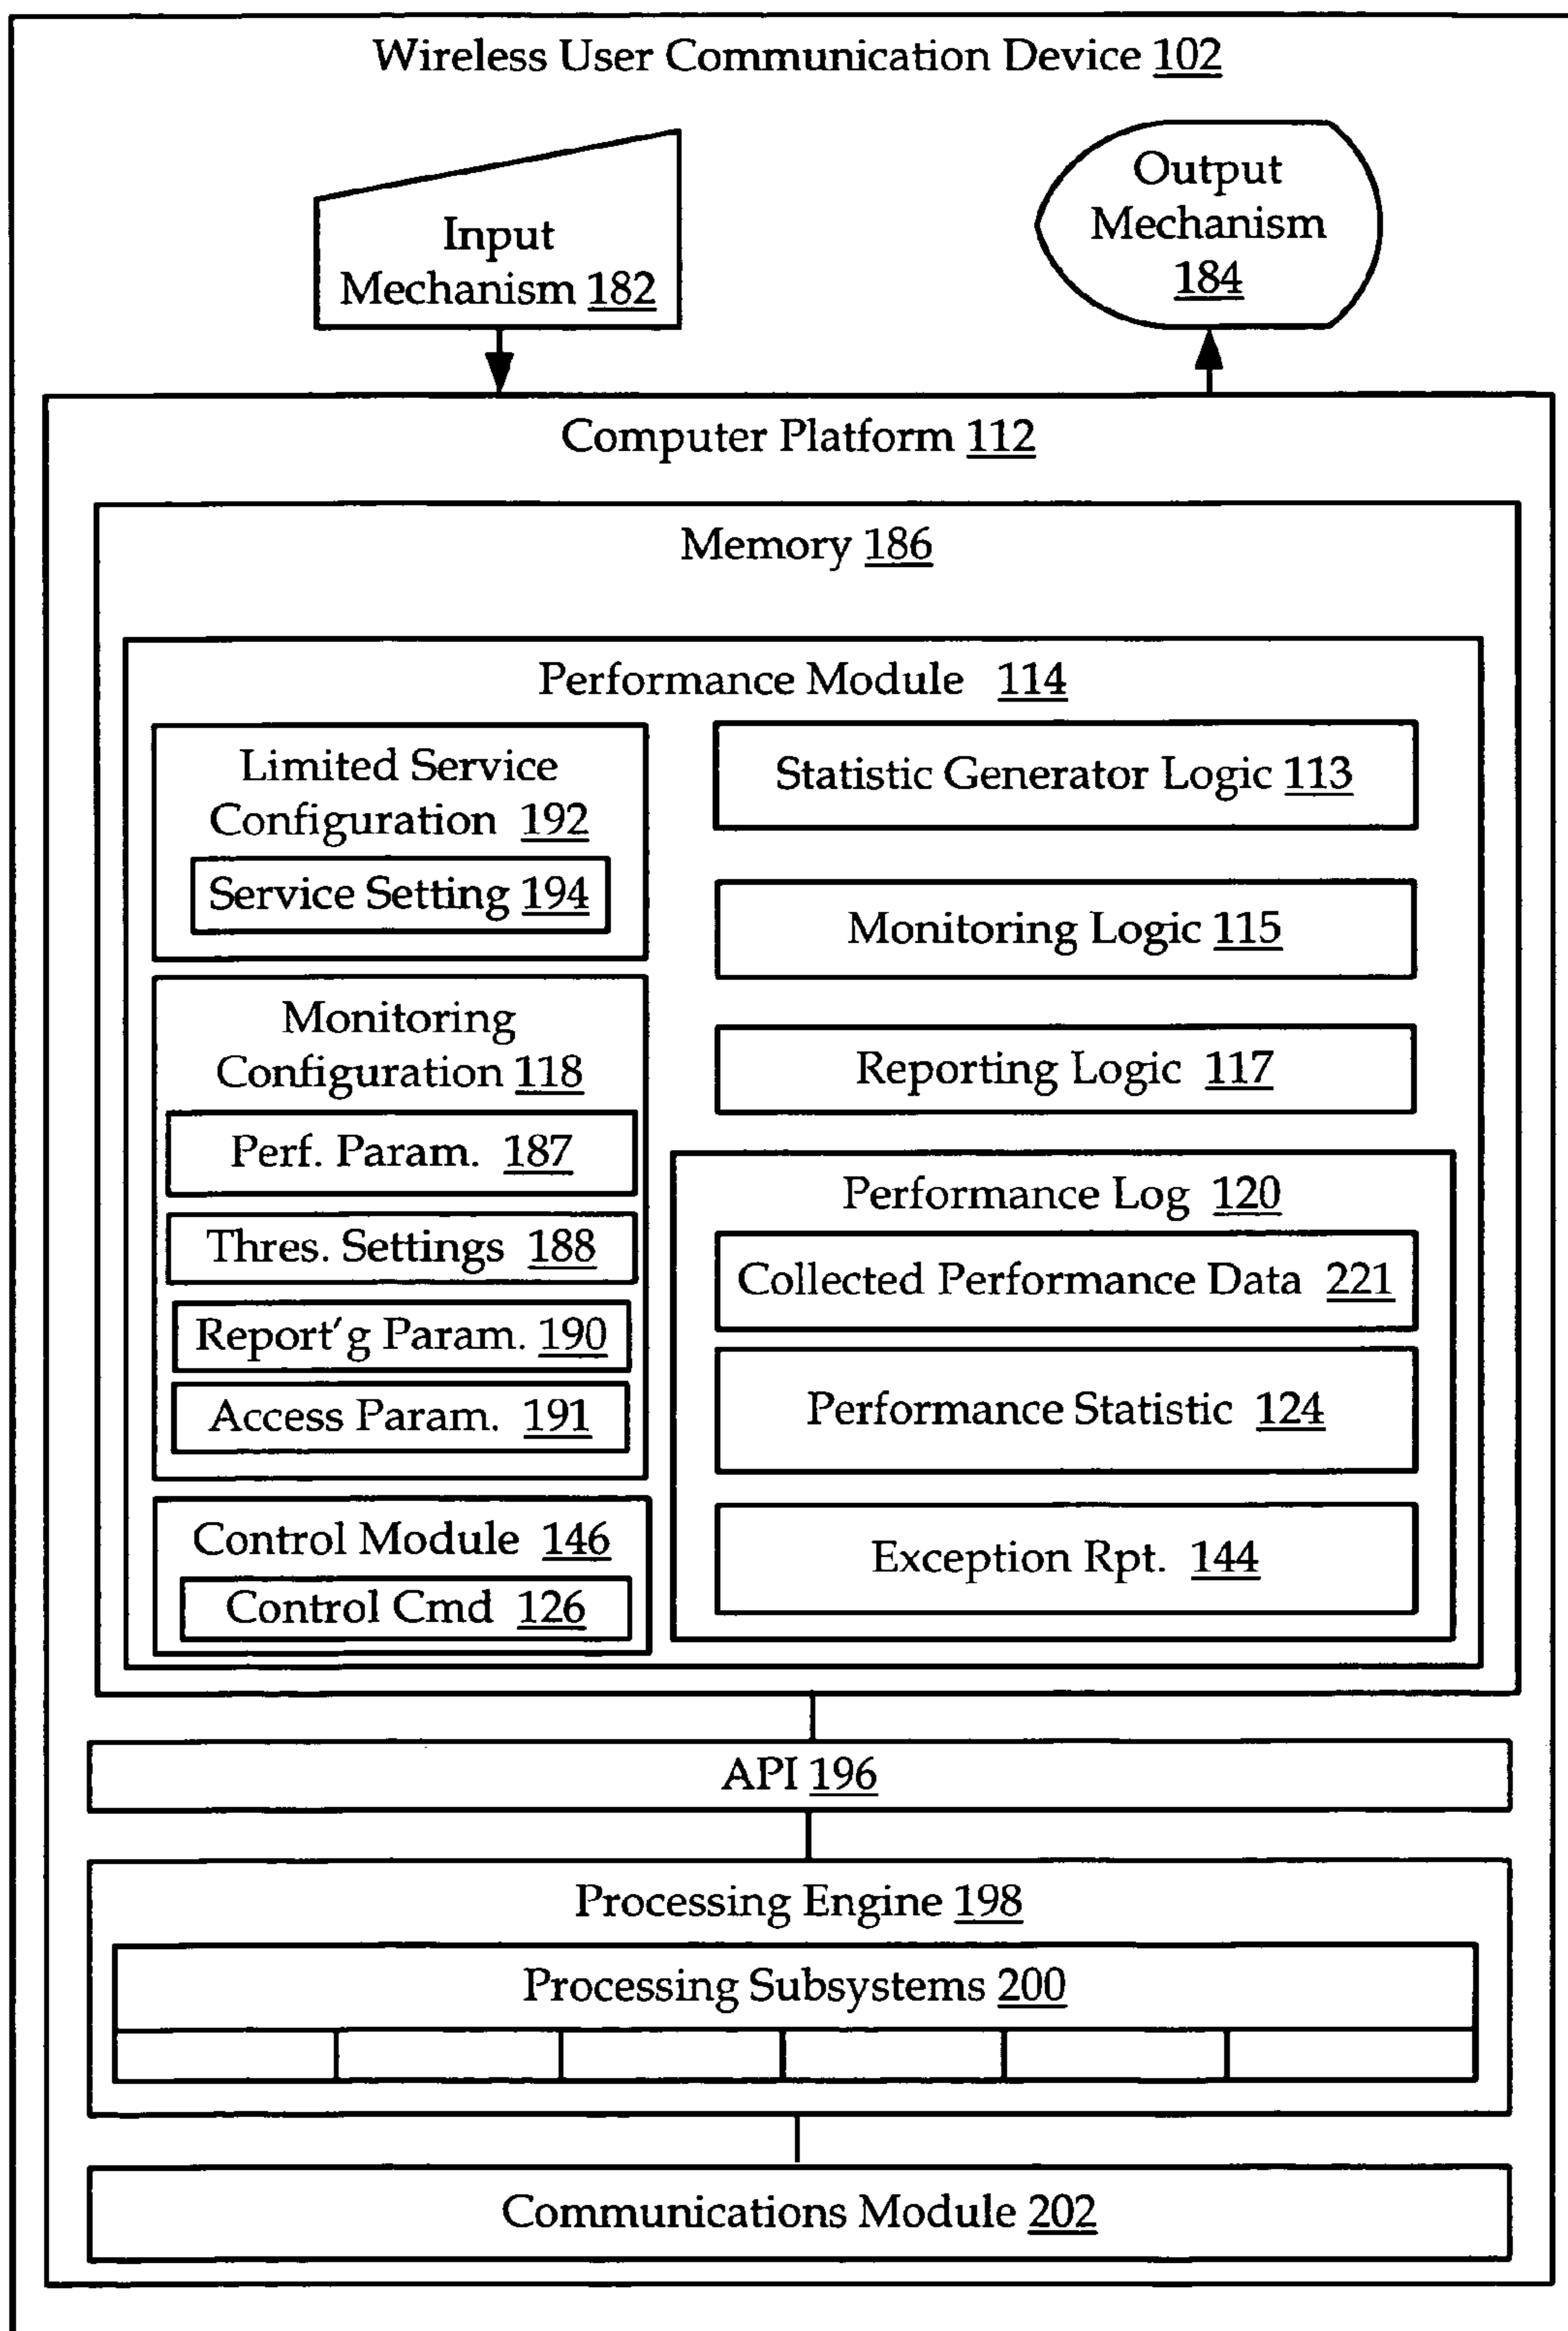 Wireless User Communication Device 102
Input
Mechanism 182
Output
Mechanism
184
Computer Platform 112
Memory 186
Performance Module 114
Limited Service
Configuration 192
Service Setting 194
Monitoring
Configuration 118
Perf. Param. 187
Thres. Settings 188
Report'g Param. 190
Access Param. 191
Control Module 146
Control Cmd 126
Statistic Generator Logic 113
Monitoring Logic 115
Reporting Logic 117
Performance Log 120
Collected Performance Data 221
Performance Statistic 124
Exception Rpt. 144
API 196
Processing Engine 198
Processing Subsystems 200
Communications Module 202